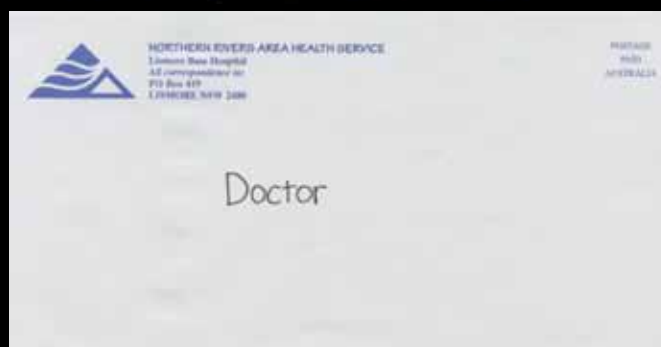 NORTHERN RIVERS AREA HEALTH SERVICE
Lismore Base Hospital
All correspondence to:
PO Box 419
LISMORE NSW 2480
POSTAGE
PAID
AUSTRALIA
Doctor